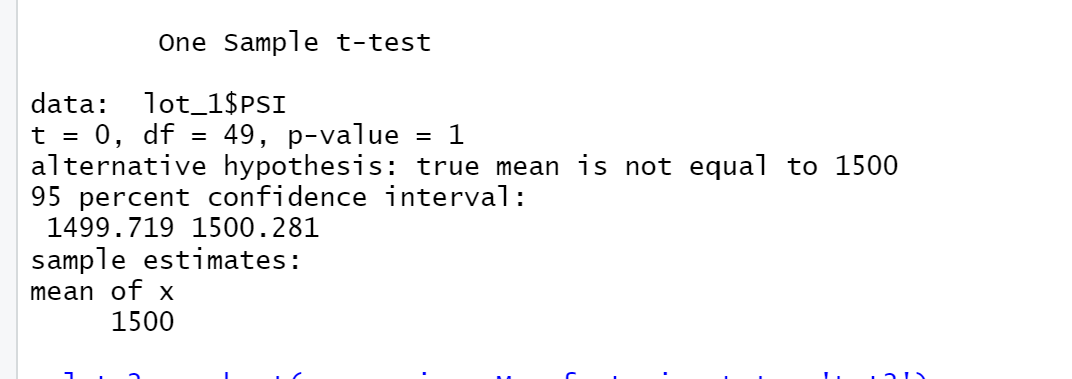 One Sample t-test
data: lot_1$PSI
t = 0, df = 49, p-value = 1
alternative hypothesis: true mean is not equal to 1500
95 percent confidence interval:
1499.719 1500.281
sample estimates:
mean of x
1500